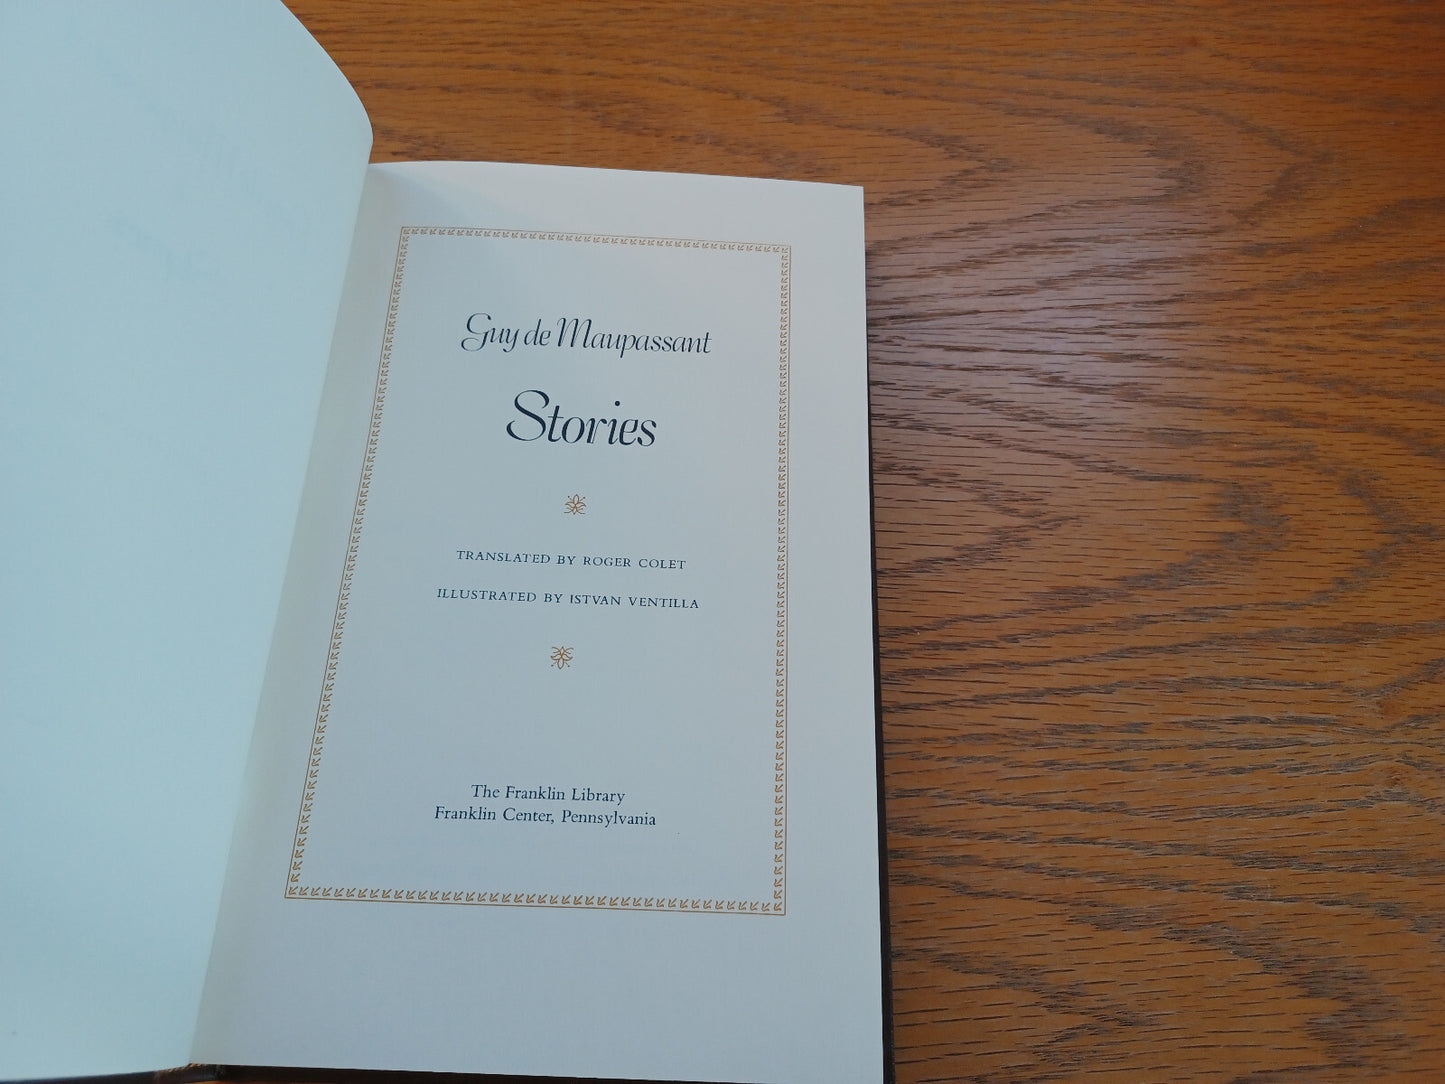 Guy de Maupassant
Stories
TRANSLATED BY ROGER COLET
ILLUSTRATED BY ISTVAN VENTILLA
The Franklin Library
Franklin Center, Pennsylvania